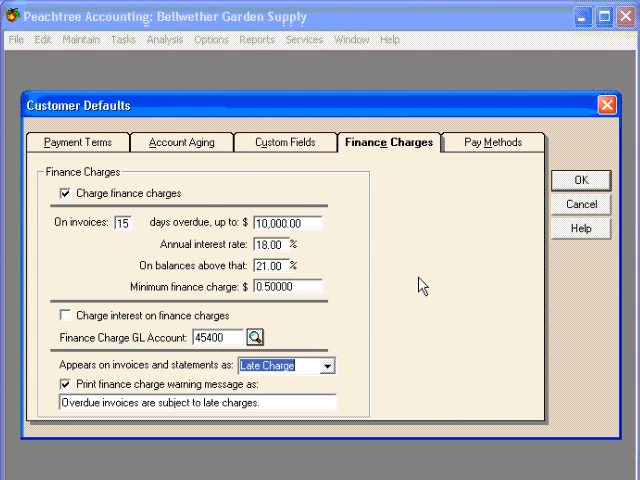 Peachtree Accounting: Bellwether Garden Supply
File Edit Maintain Tasks Analysis Options Reports Services Window Help
Customer Defaults
Payment Terms Account Aging Custom Fields Finance Charges Pay Methods
Finance Charges
Charge finance charges
On invoices: 15 days overdue, up to: $ 10,000.00
Annual interest rate: 18.00 %
On balances above that: 21.00 %
Minimum finance charge: $ 0.50000
Charge interest on finance charges
Finance Charge GL Account: 45400
Appears on invoices and statements as: Late Charge
Print finance charge warning message as:
Overdue invoices are subject to late charges.
OK
Cancel
Help